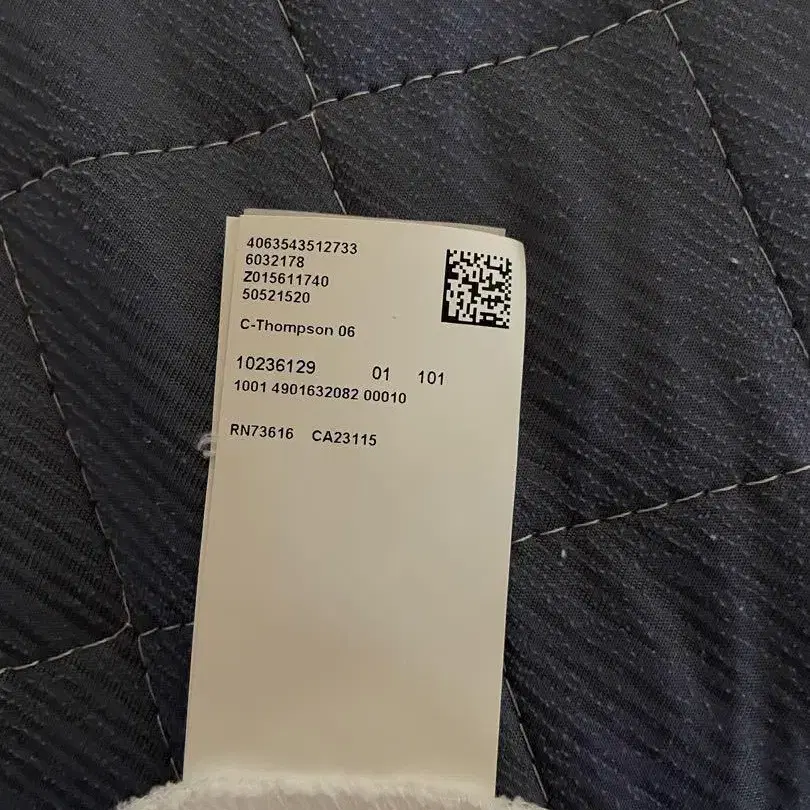 4063543512733
6032178
Z015611740
50521520
C-Thompson 06
10236129 01 101
1001 4901632082 00010
RN73616 CA23115